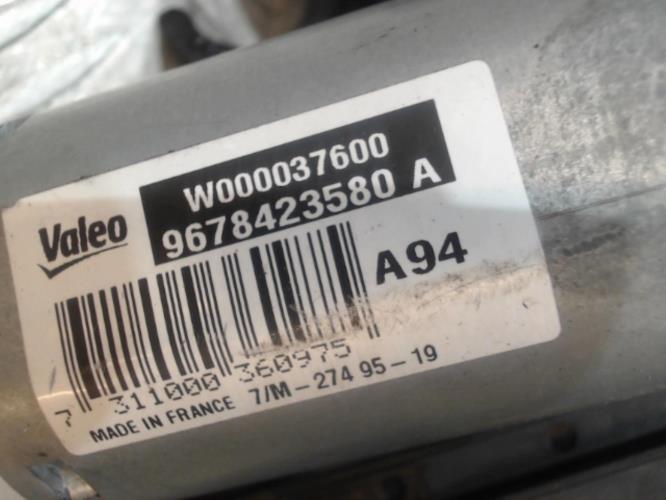 W000037600
9678423580 A
Valeo
A94
7 311000 360975
MADE IN FRANCE 7/M-274 95-19